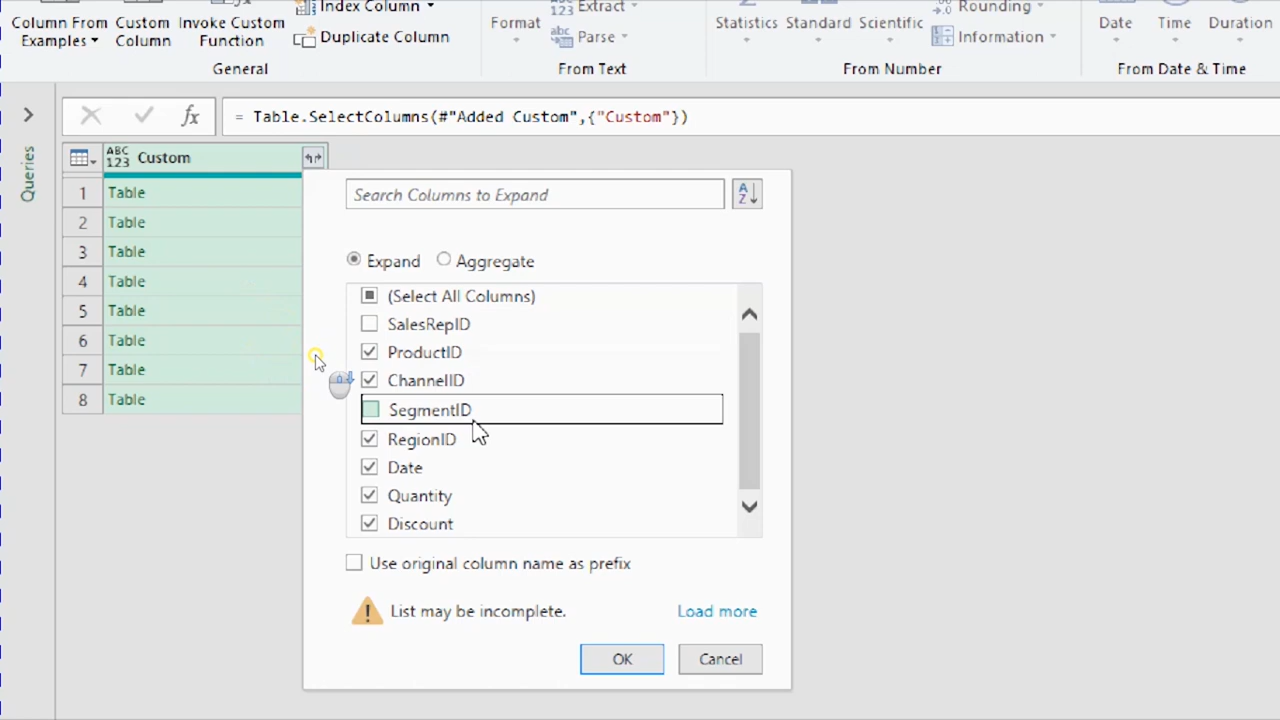 Column From
Examples
Custom
Column
Invoke Custom
Function
Index Column
Duplicate Column
General
Format
Extract
Parse
From Text
Statistics
Standard
Scientific
Rounding
Information
From Number
Date
Time
Duration
From Date & Time
Queries
fx
= Table.SelectColumns(#"Added Custom",{"Custom"})
ABC
123
Custom
1 Table
2 Table
3 Table
4 Table
5 Table
6 Table
7 Table
8 Table
Search Columns to Expand
A
Z
Expand
Aggregate
(Select All Columns)
SalesRepID
ProductID
ChannelID
SegmentID
RegionID
Date
Quantity
Discount
Use original column name as prefix
List may be incomplete.
Load more
OK
Cancel